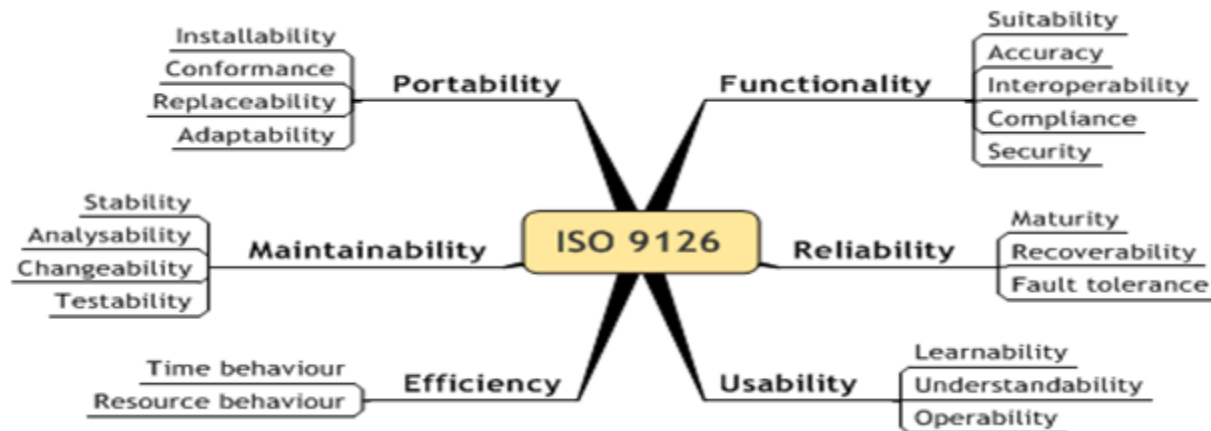 ISO 9126
Portability
Installability
Conformance
Replaceability
Adaptability
Functionality
Suitability
Accuracy
Interoperability
Compliance
Security
Maintainability
Stability
Analysability
Changeability
Testability
Reliability
Maturity
Recoverability
Fault tolerance
Efficiency
Time behaviour
Resource behaviour
Usability
Learnability
Understandability
Operability